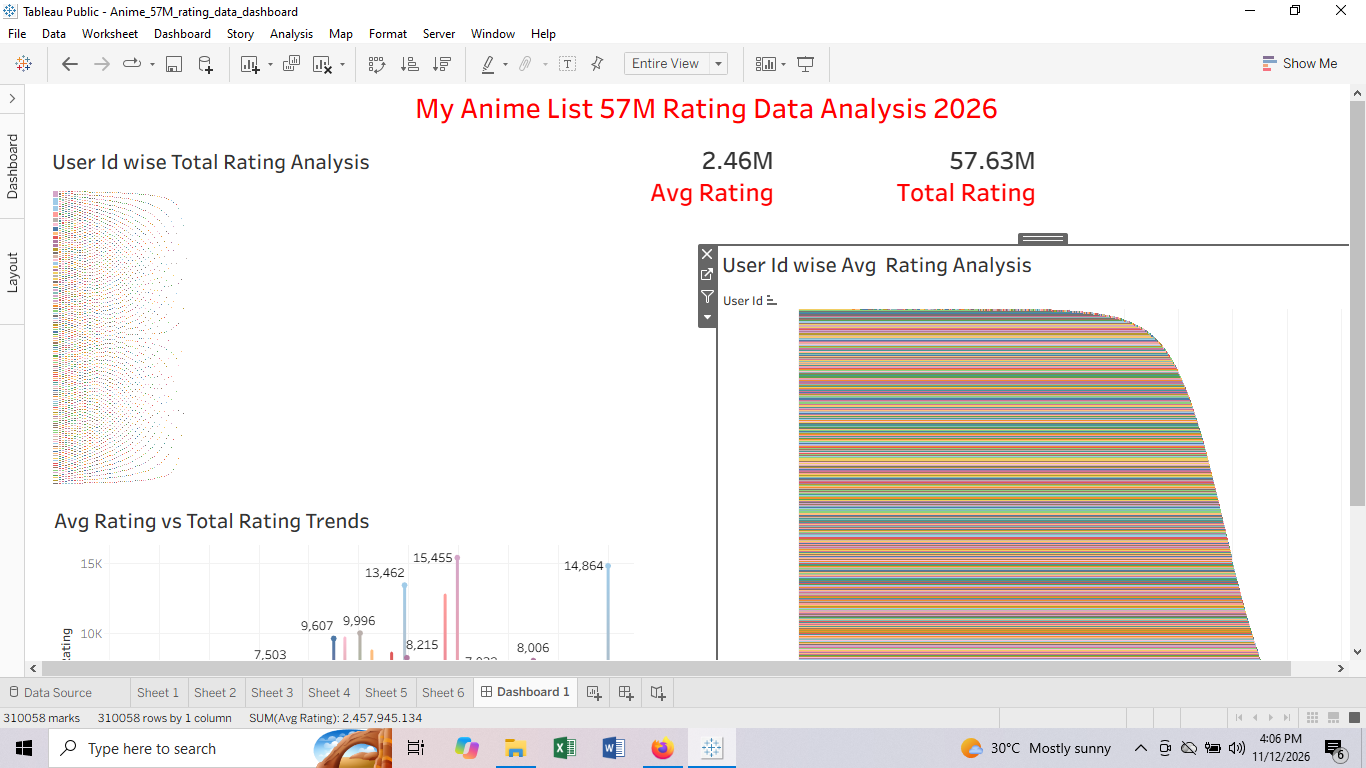 Tableau Public - Anime_57M_rating_data_dashboard
File Data Worksheet Dashboard Story Analysis Map Format Server Window Help
Entire View
Show Me
Dashboard
Layout
My Anime List 57M Rating Data Analysis 2026
User Id wise Total Rating Analysis
2.46M
Avg Rating
57.63M
Total Rating
User Id wise Avg Rating Analysis
User Id
Avg Rating vs Total Rating Trends
15K
10K
15,455
14,864
13,462
9,607
9,996
8,215
8,006
7,503
Data Source Sheet 1 Sheet 2 Sheet 3 Sheet 4 Sheet 5 Sheet 6 Dashboard 1
310058 marks 310058 rows by 1 column SUM(Avg Rating): 2,457,945.134
Type here to search
30°C Mostly sunny
4:06 PM
11/12/2026
6